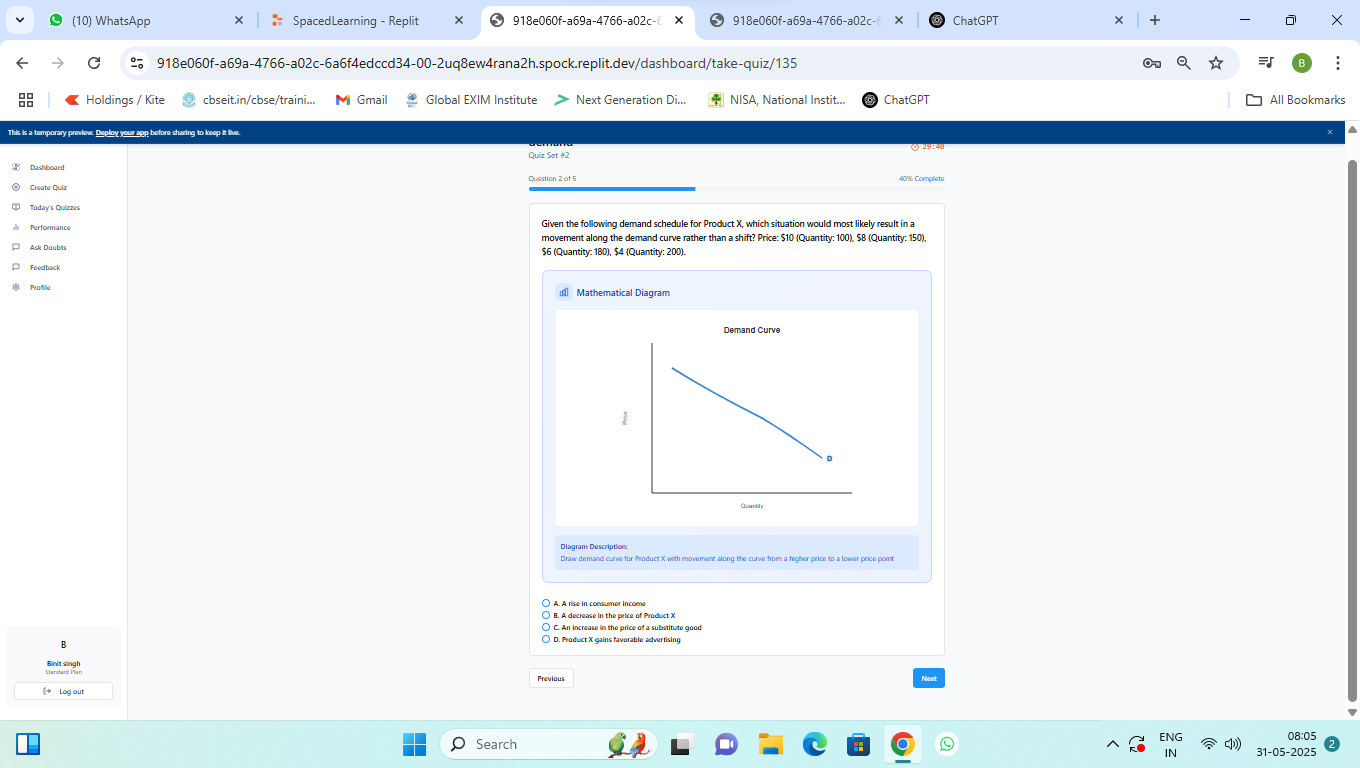 (10) WhatsApp
SpacedLearning - Replit
918e060f-a69a-4766-a02c-6
918e060f-a69a-4766-a02c-6
ChatGPT
918e060f-a69a-4766-a02c-6a6f4edccd34-00-2uq8ew4rana2h.spock.replit.dev/dashboard/take-quiz/135
B
Holdings / Kite
cbseit.in/cbse/traini...
Gmail
Global EXIM Institute
Next Generation Di...
NISA, National Instit...
ChatGPT
All Bookmarks
This is a temporary preview. Deploy your app before sharing to keep it live.
Dashboard
Create Quiz
Today's Quizzes
Performance
Ask Doubts
Feedback
Profile
B
Binit singh
Standard Plan
Log out
demand
Quiz Set #2
29:40
Question 2 of 5
40% Complete
Given the following demand schedule for Product X, which situation would most likely result in a
movement along the demand curve rather than a shift? Price: $10 (Quantity: 100), $8 (Quantity: 150),
$6 (Quantity: 180), $4 (Quantity: 200).
Mathematical Diagram
Demand Curve
Price
D
Quantity
Diagram Description:
Draw demand curve for Product X with movement along the curve from a higher price to a lower price point
A. A rise in consumer income
B. A decrease in the price of Product X
C. An increase in the price of a substitute good
D. Product X gains favorable advertising
Previous
Next
Search
ENG
IN
08:05
31-05-2025
2